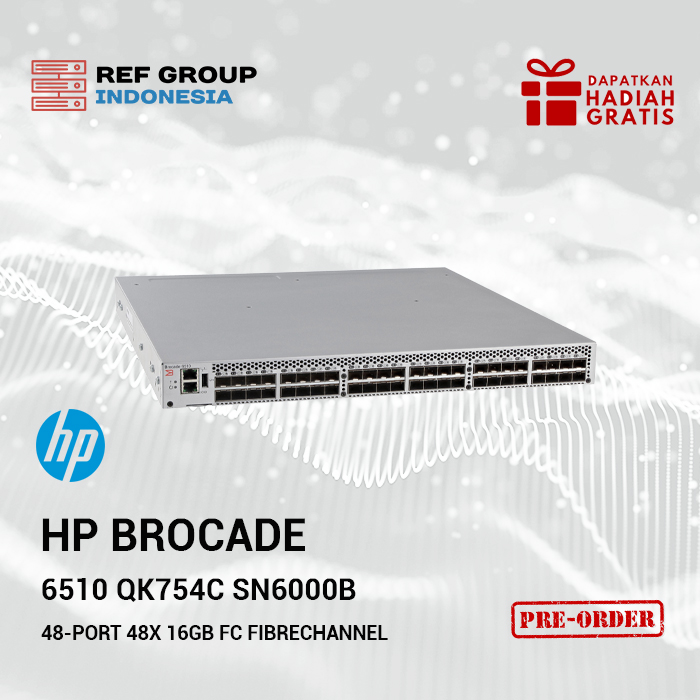 REF GROUP
INDONESIA
DAPATKAN
HADIAH
GRATIS
hp
HP BROCADE
6510 QK754C SN6000B
48-PORT 48X 16GB FC FIBRECHANNEL
PRE-ORDER